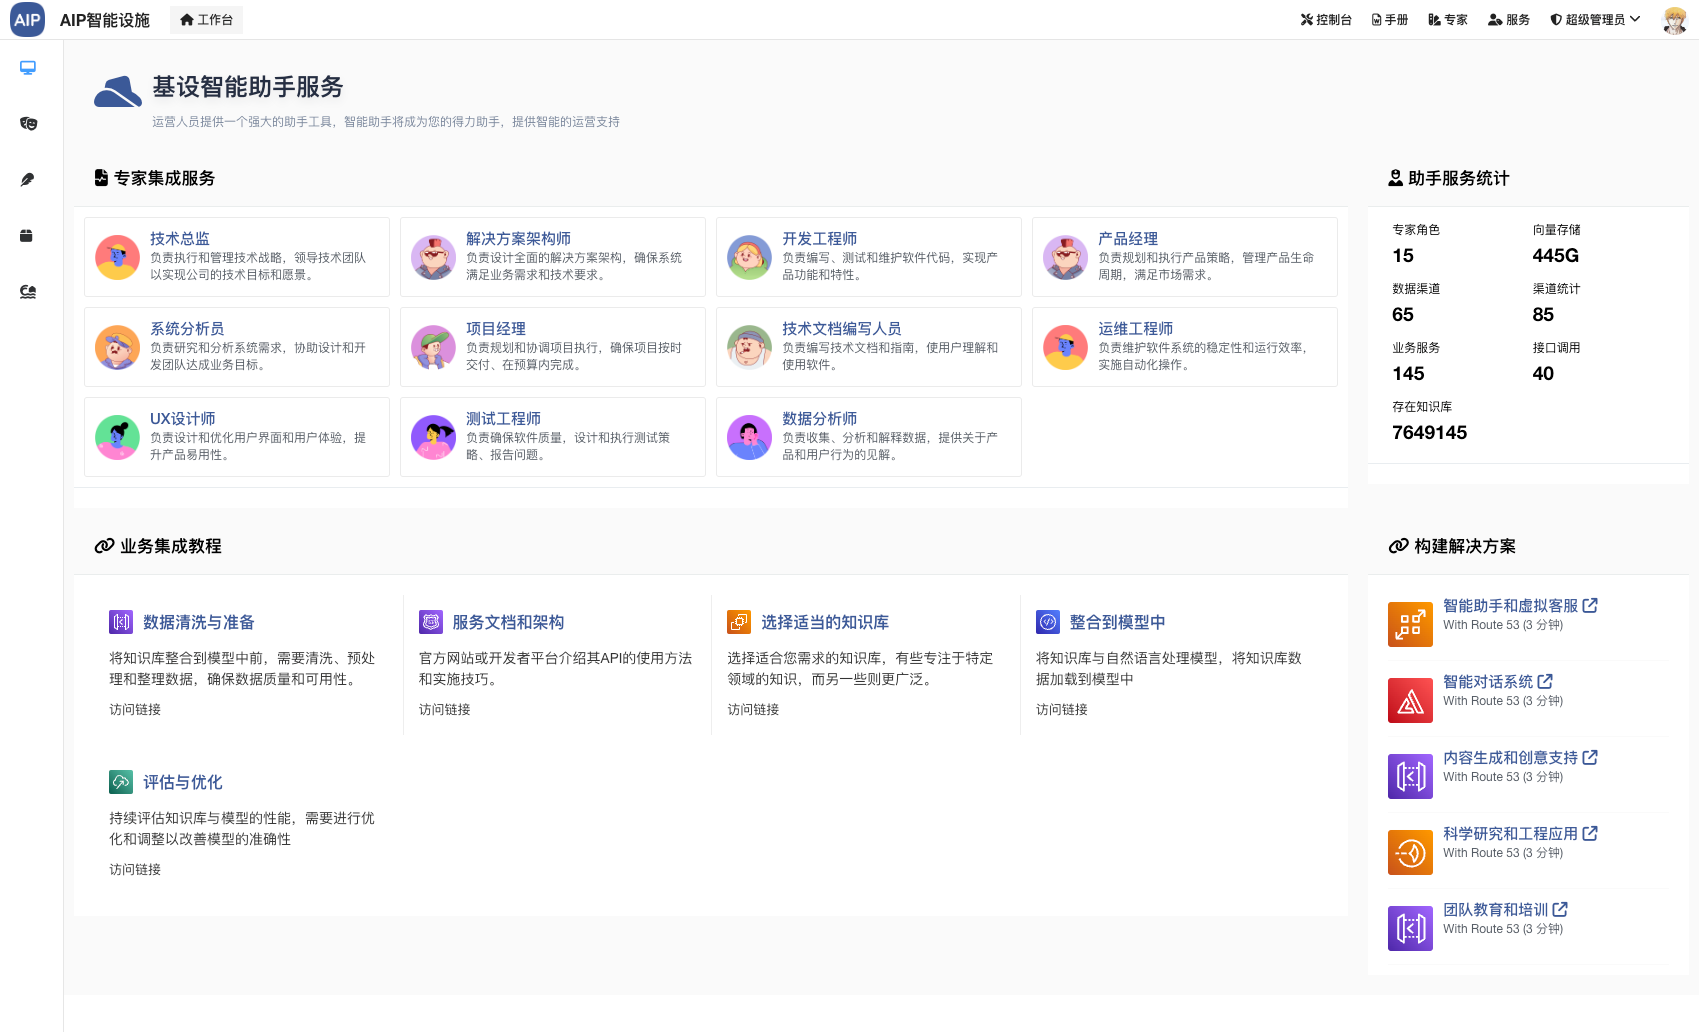 AIP
AIP智能设施
工作台
控制台
手册
专家
服务
超级管理员
基设智能助手服务
运营人员提供一个强大的助手工具，智能助手将成为您的得力助手，提供智能的运营支持
专家集成服务
技术总监
负责执行和管理技术战略，领导技术团队
以实现公司的技术目标和愿景。
解决方案架构师
负责设计全面的解决方案架构，确保系统
满足业务需求和技术要求。
开发工程师
负责编写、测试和维护软件代码，实现产
品功能和特性。
产品经理
负责规划和执行产品策略，管理产品生命
周期，满足市场需求。
系统分析员
负责研究和分析系统需求，协助设计和开
发团队达成业务目标。
项目经理
负责规划和协调项目执行，确保项目按时
交付、在预算内完成。
技术文档编写人员
负责编写技术文档和指南，使用户理解和
使用软件。
运维工程师
负责维护软件系统的稳定性和运行效率，
实施自动化操作。
UX设计师
负责设计和优化用户界面和用户体验，提
升产品易用性。
测试工程师
负责确保软件质量，设计和执行测试策
略、报告问题。
数据分析师
负责收集、分析和解释数据，提供关于产
品和用户行为的见解。
助手服务统计
专家角色
15
向量存储
445G
数据渠道
65
渠道统计
85
业务服务
145
接口调用
40
存在知识库
7649145
业务集成教程
数据清洗与准备
将知识库整合到模型中前，需要清洗、预处
理和整理数据，确保数据质量和可用性。
访问链接
服务文档和架构
官方网站或开发者平台介绍其API的使用方法
和实施技巧。
访问链接
选择适当的知识库
选择适合您需求的知识库，有些专注于特定
领域的知识，而另一些则更广泛。
访问链接
整合到模型中
将知识库与自然语言处理模型，将知识库数
据加载到模型中
访问链接
评估与优化
持续评估知识库与模型的性能，需要进行优
化和调整以改善模型的准确性
访问链接
构建解决方案
智能助手和虚拟客服
With Route 53 (3 分钟)
智能对话系统
With Route 53 (3 分钟)
内容生成和创意支持
With Route 53 (3 分钟)
科学研究和工程应用
With Route 53 (3 分钟)
团队教育和培训
With Route 53 (3 分钟)